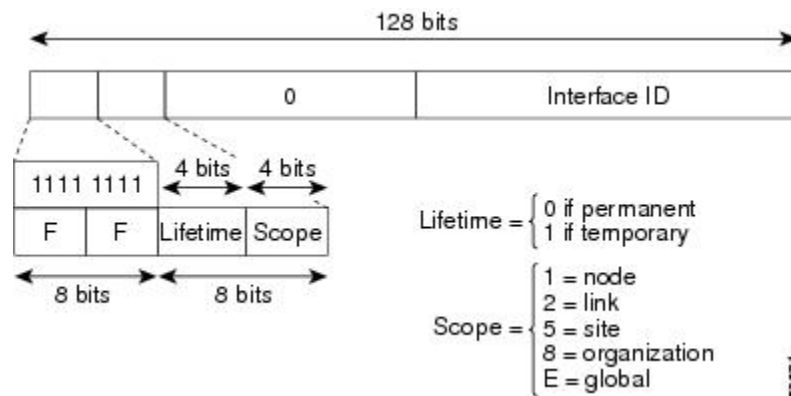 128 bits
0 Interface ID
4 bits 4 bits
1111 1111
F F Lifetime Scope
8 bits 8 bits
Lifetime = 0 if permanent
1 if temporary
Scope = 1 = node
2 = link
5 = site
8 = organization
E = global